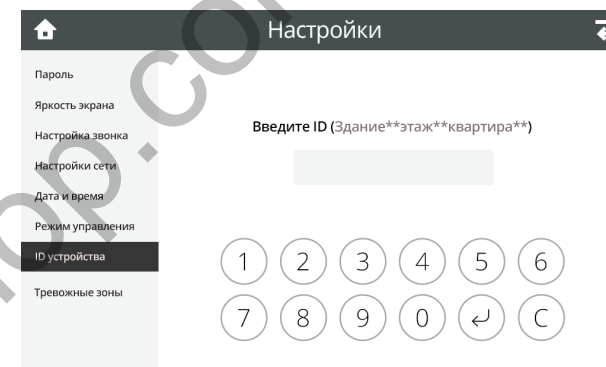 Настройки
Пароль
Яркость экрана
Настройка звонка
Настройки сети
Дата и время
Режим управления
ID устройства
Тревожные зоны
Введите ID (Здание**этаж**квартира**)
1 2 3 4 5 6
7 8 9 0 C